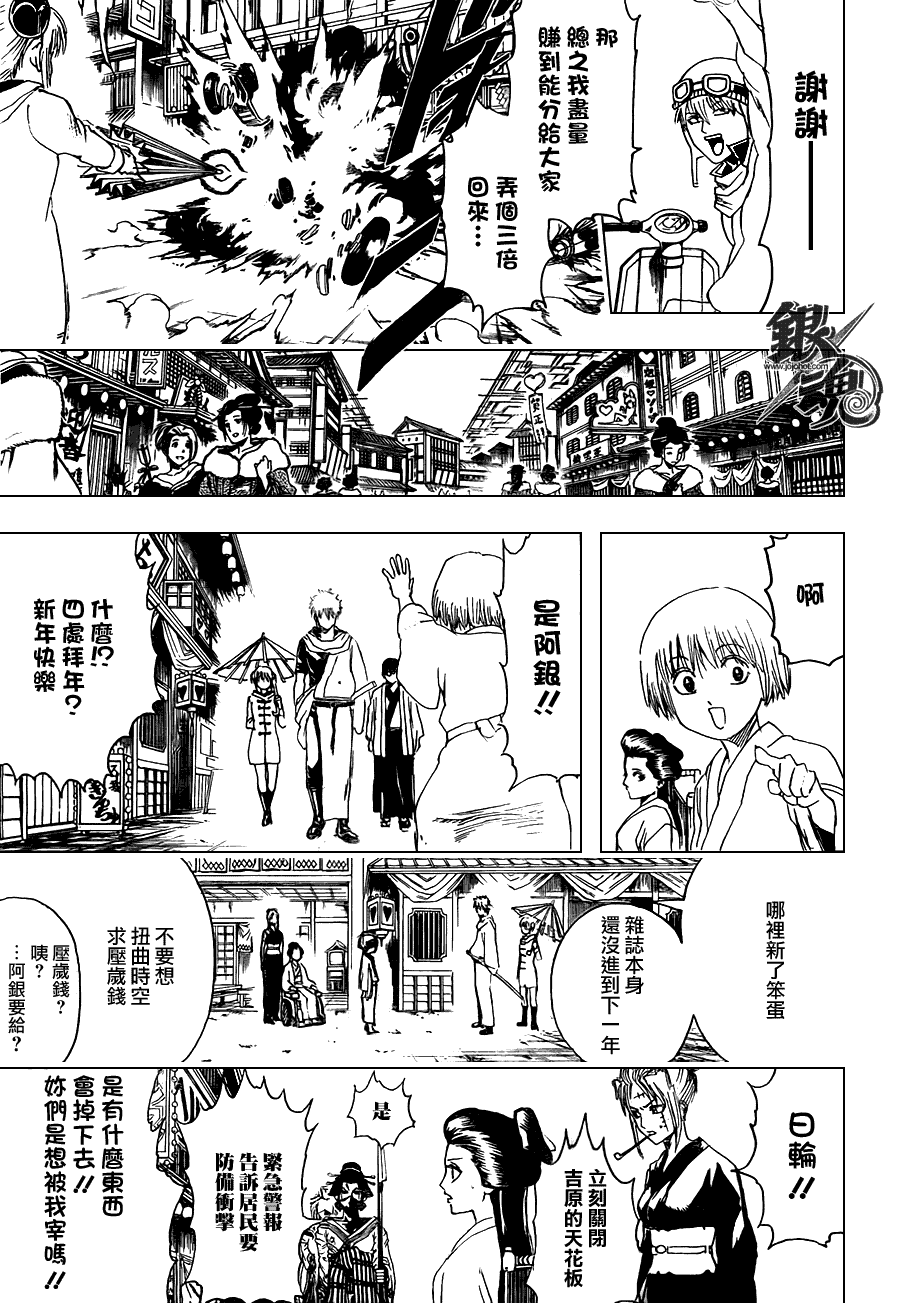 謝謝——
那
總之我盡量
賺到能分給大家
弄個三倍
回來…
銀魂
www.jojohot.com
啊
是阿銀!!
什麼!?
四處拜年?
新年快樂
哪裡新了笨蛋
雜誌本身
還沒進到下一年
不要想
扭曲時空
求壓歲錢
壓歲錢?
咦?
…阿銀要給?
日輪!!
立刻關閉
吉原的天花板
是
緊急警報
告訴居民要
防備衝擊
是有什麼東西
會掉下去!!
妳們是想被我宰嗎!!